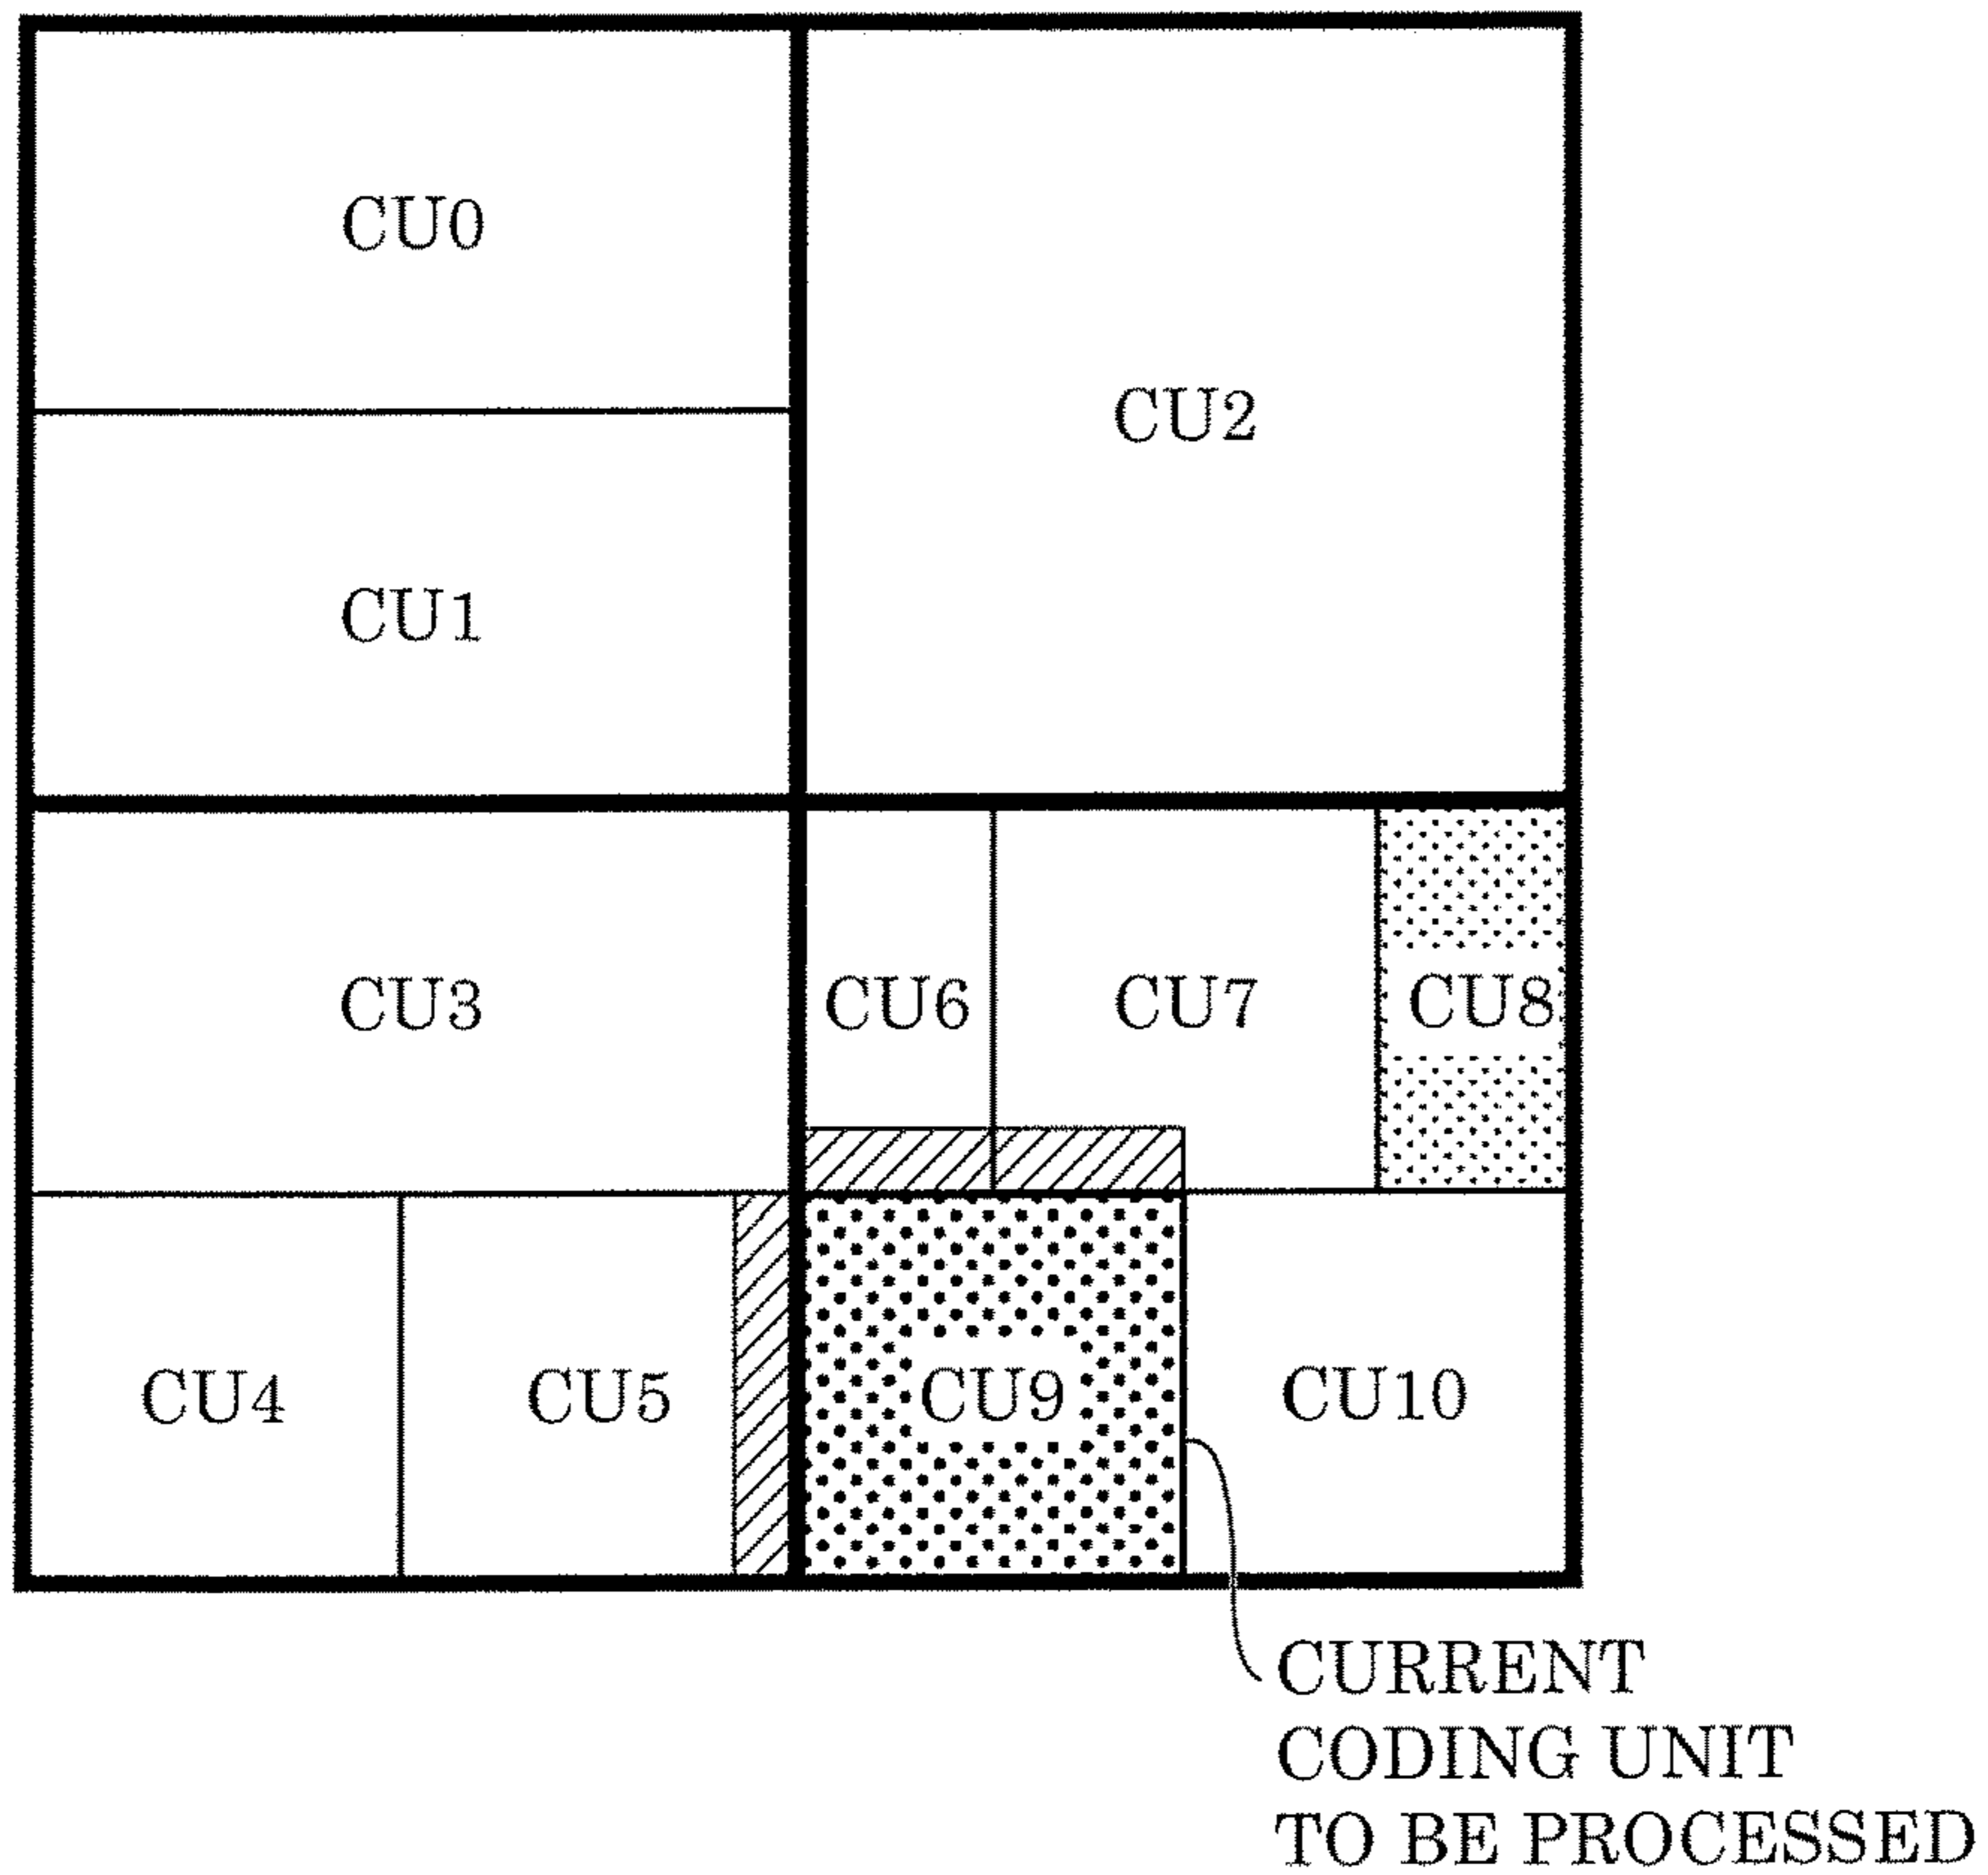 CU0
CU2
CU1
CU3
CU6
CU7
CU8
CU4
CU5
CU9
CU10
CURRENT
CODING UNIT
TO BE PROCESSED